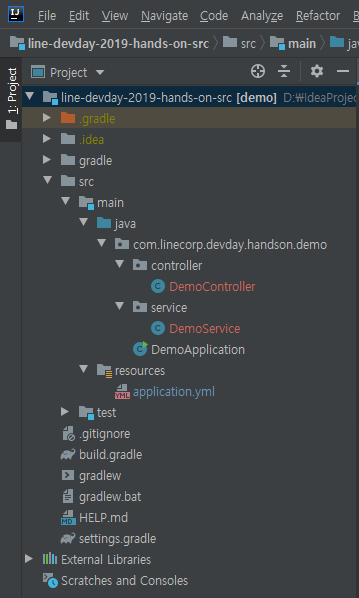 IJ File Edit View Navigate Code Analyze Refactor
line-devday-2019-hands-on-src src main
1: Project
Project
line-devday-2019-hands-on-src [demo] D:₩IdeaProjec
.gradle
.idea
gradle
src
main
java
com.linecorp.devday.handson.demo
controller
C DemoController
service
C DemoService
C DemoApplication
resources
YML application.yml
test
.gitignore
build.gradle
gradlew
gradlew.bat
MD HELP.md
settings.gradle
External Libraries
Scratches and Consoles